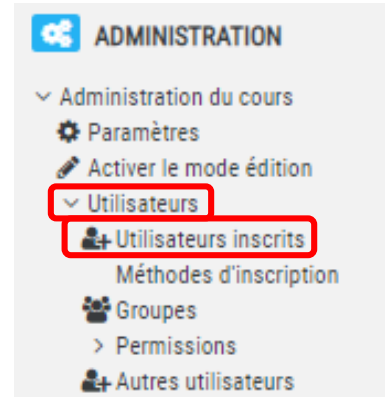 ADMINISTRATION
Administration du cours
Paramètres
Activer le mode édition
Utilisateurs
Utilisateurs inscrits
Méthodes d'inscription
Groupes
Permissions
Autres utilisateurs